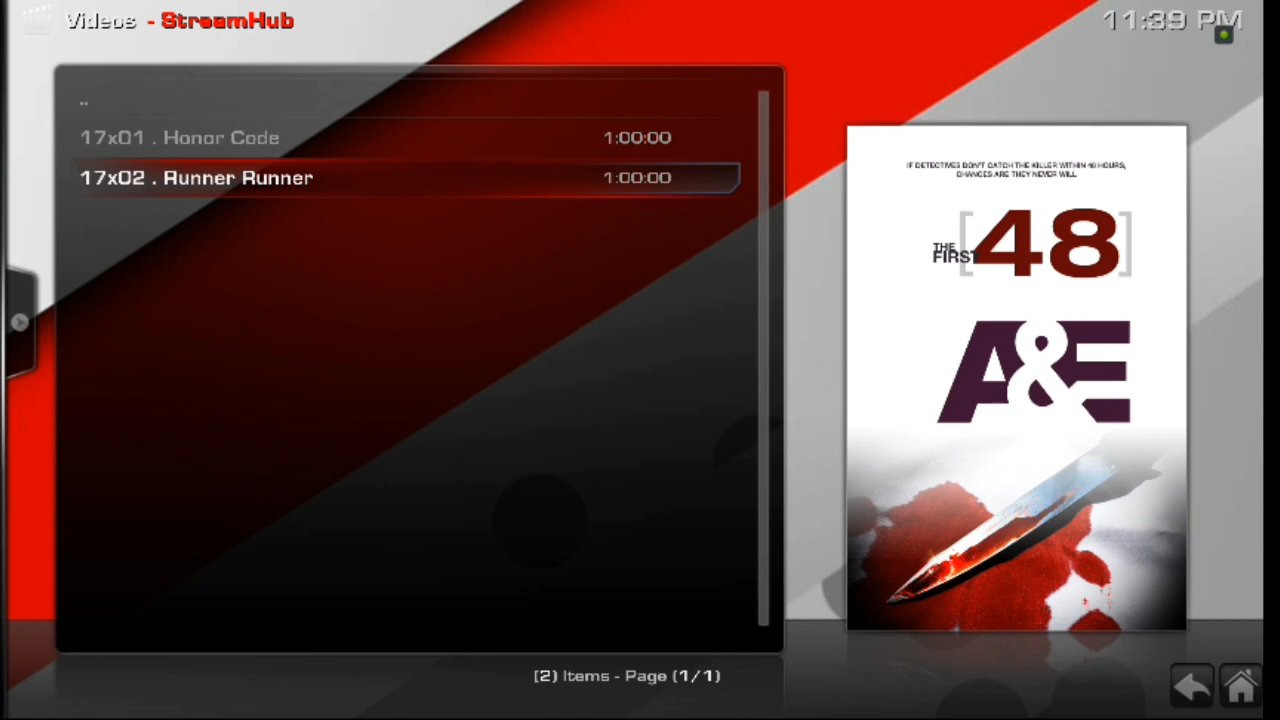 Videos - StreamHub
11:39 PM
..
17x01 . Honor Code 1:00:00
17x02 . Runner Runner 1:00:00
IF DETECTIVES DON'T CATCH THE KILLER WITHIN 48 HOURS,
CHANCES ARE THEY NEVER WILL
THE
FIRST
[48]
A&E
(2) Items - Page (1/1)